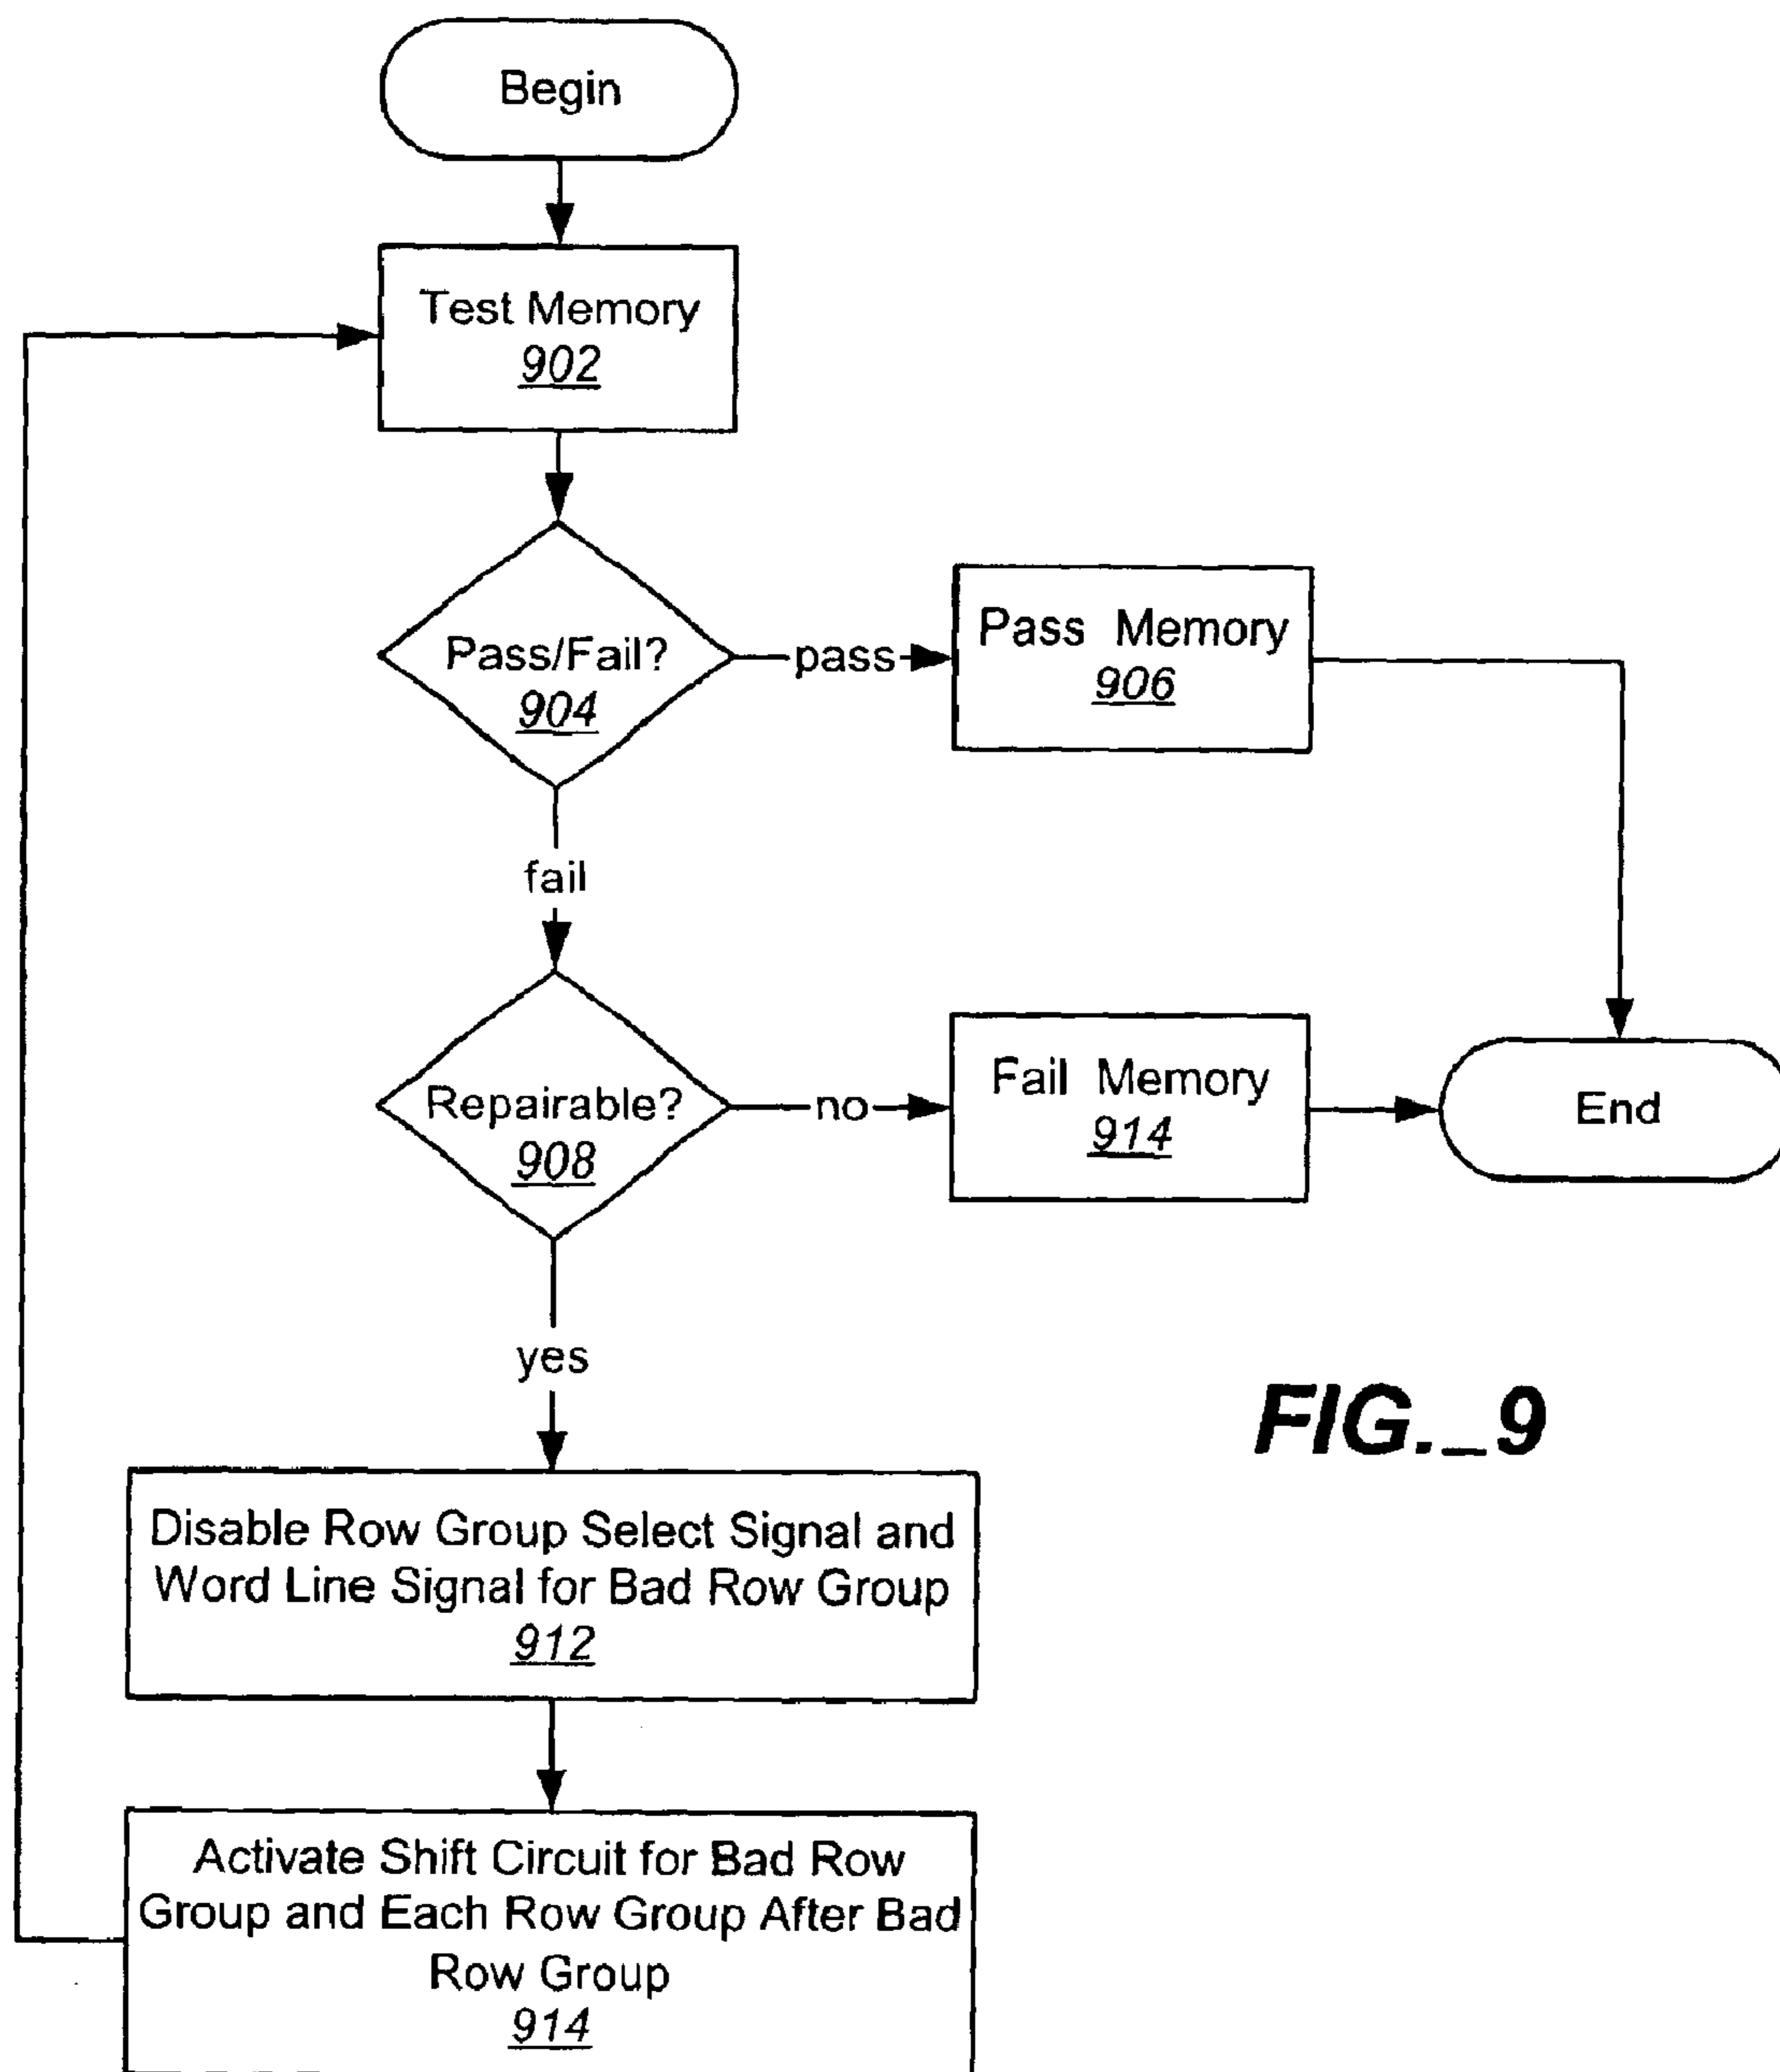 Begin
Test Memory
902
Pass/Fail?
904
pass
Pass Memory
906
fail
Repairable?
908
no
Fail Memory
914
End
yes
Disable Row Group Select Signal and
Word Line Signal for Bad Row Group
912
Activate Shift Circuit for Bad Row
Group and Each Row Group After Bad
Row Group
914
FIG._9